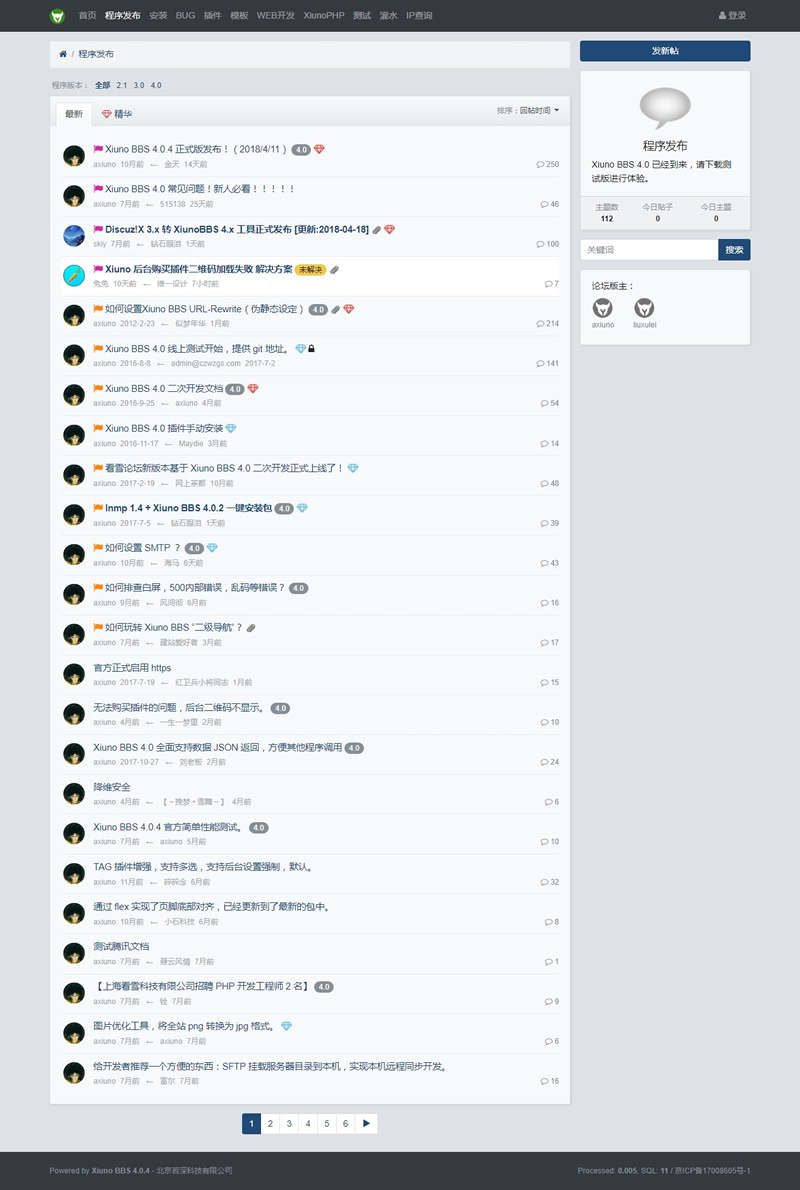 首页 程序发布 安装 BUG 插件 模板 WEB开发 XiunoPHP 测试 灌水 IP查询 登录
/ 程序发布
发新帖
程序版本： 全部 2.1 3.0 4.0
最新 精华 排序：回帖时间
Xiuno BBS 4.0.4 正式版发布！（2018/4/11） 4.0
axiuno 10月前 ← 金天 14天前 250
Xiuno BBS 4.0 常见问题！新人必看！！！！！
axiuno 7月前 ← 515138 25天前 46
Discuz!X 3.x 转 XiunoBBS 4.x 工具正式发布 [更新:2018-04-18]
skiy 7月前 ← 钻石眼泪 1天前 100
Xiuno 后台购买插件二维码加载失败 解决方案 未解决
兔兔 10天前 ← 唯一设计 7小时前 7
如何设置Xiuno BBS URL-Rewrite（伪静态设定） 4.0
axiuno 2012-2-23 ← 似梦年华 1月前 214
Xiuno BBS 4.0 线上测试开始，提供 git 地址。
axiuno 2016-8-8 ← admin@czwzgs.com 2017-7-2 141
Xiuno BBS 4.0 二次开发文档 4.0
axiuno 2016-9-25 ← axiuno 4月前 54
Xiuno BBS 4.0 插件手动安装
axiuno 2016-11-17 ← Maydie 3月前 14
看雪论坛新版本基于 Xiuno BBS 4.0 二次开发正式上线了！
axiuno 2017-2-19 ← 网上茶都 10月前 48
lnmp 1.4 + Xiuno BBS 4.0.2 一键安装包 4.0
axiuno 2017-7-5 ← 钻石眼泪 1天前 39
如何设置 SMTP ？ 4.0
axiuno 10月前 ← 海马 6天前 43
如何排查白屏，500内部错误，乱码等错误？ 4.0
axiuno 9月前 ← 风间彻 6月前 16
如何玩转 Xiuno BBS “二级导航”？
axiuno 7月前 ← 建站爱好者 3月前 17
官方正式启用 https
axiuno 2017-7-19 ← 红卫兵小将同志 1月前 15
无法购买插件的问题，后台二维码不显示。 4.0
axiuno 4月前 ← 一生一梦里 2月前 10
Xiuno BBS 4.0 全面支持数据 JSON 返回，方便其他程序调用 4.0
axiuno 2017-10-27 ← 刘老板 2月前 24
降维安全
axiuno 4月前 ← 【～挽梦·雪舞～】 4月前 6
Xiuno BBS 4.0.4 官方简单性能测试。 4.0
axiuno 7月前 ← axiuno 5月前 10
TAG 插件增强，支持多选，支持后台设置强制，默认。
axiuno 11月前 ← 碎碎念 6月前 32
通过 flex 实现了页脚底部对齐，已经更新到了最新的包中。
axiuno 10月前 ← 小石科技 6月前 8
测试腾讯文档
axiuno 7月前 ← 聂云风情 7月前 1
【上海看雪科技有限公司招聘 PHP 开发工程师 2 名】 4.0
axiuno 7月前 ← 铨 7月前 9
图片优化工具，将全站 png 转换为 jpg 格式。
axiuno 7月前 ← axiuno 7月前 6
给开发者推荐一个方便的东西：SFTP 挂载服务器目录到本机，实现本机远程同步开发。
axiuno 7月前 ← 富尔 7月前 16
1 2 3 4 5 6
程序发布
Xiuno BBS 4.0 已经到来，请下载测
试版进行体验。
主题数 今日贴子 今日主题
112 0 0
关键词 搜索
论坛版主：
axiuno liuxulei
Powered by Xiuno BBS 4.0.4 - 北京若深科技有限公司 Processed: 0.005, SQL: 11 / 京ICP备17008605号-1